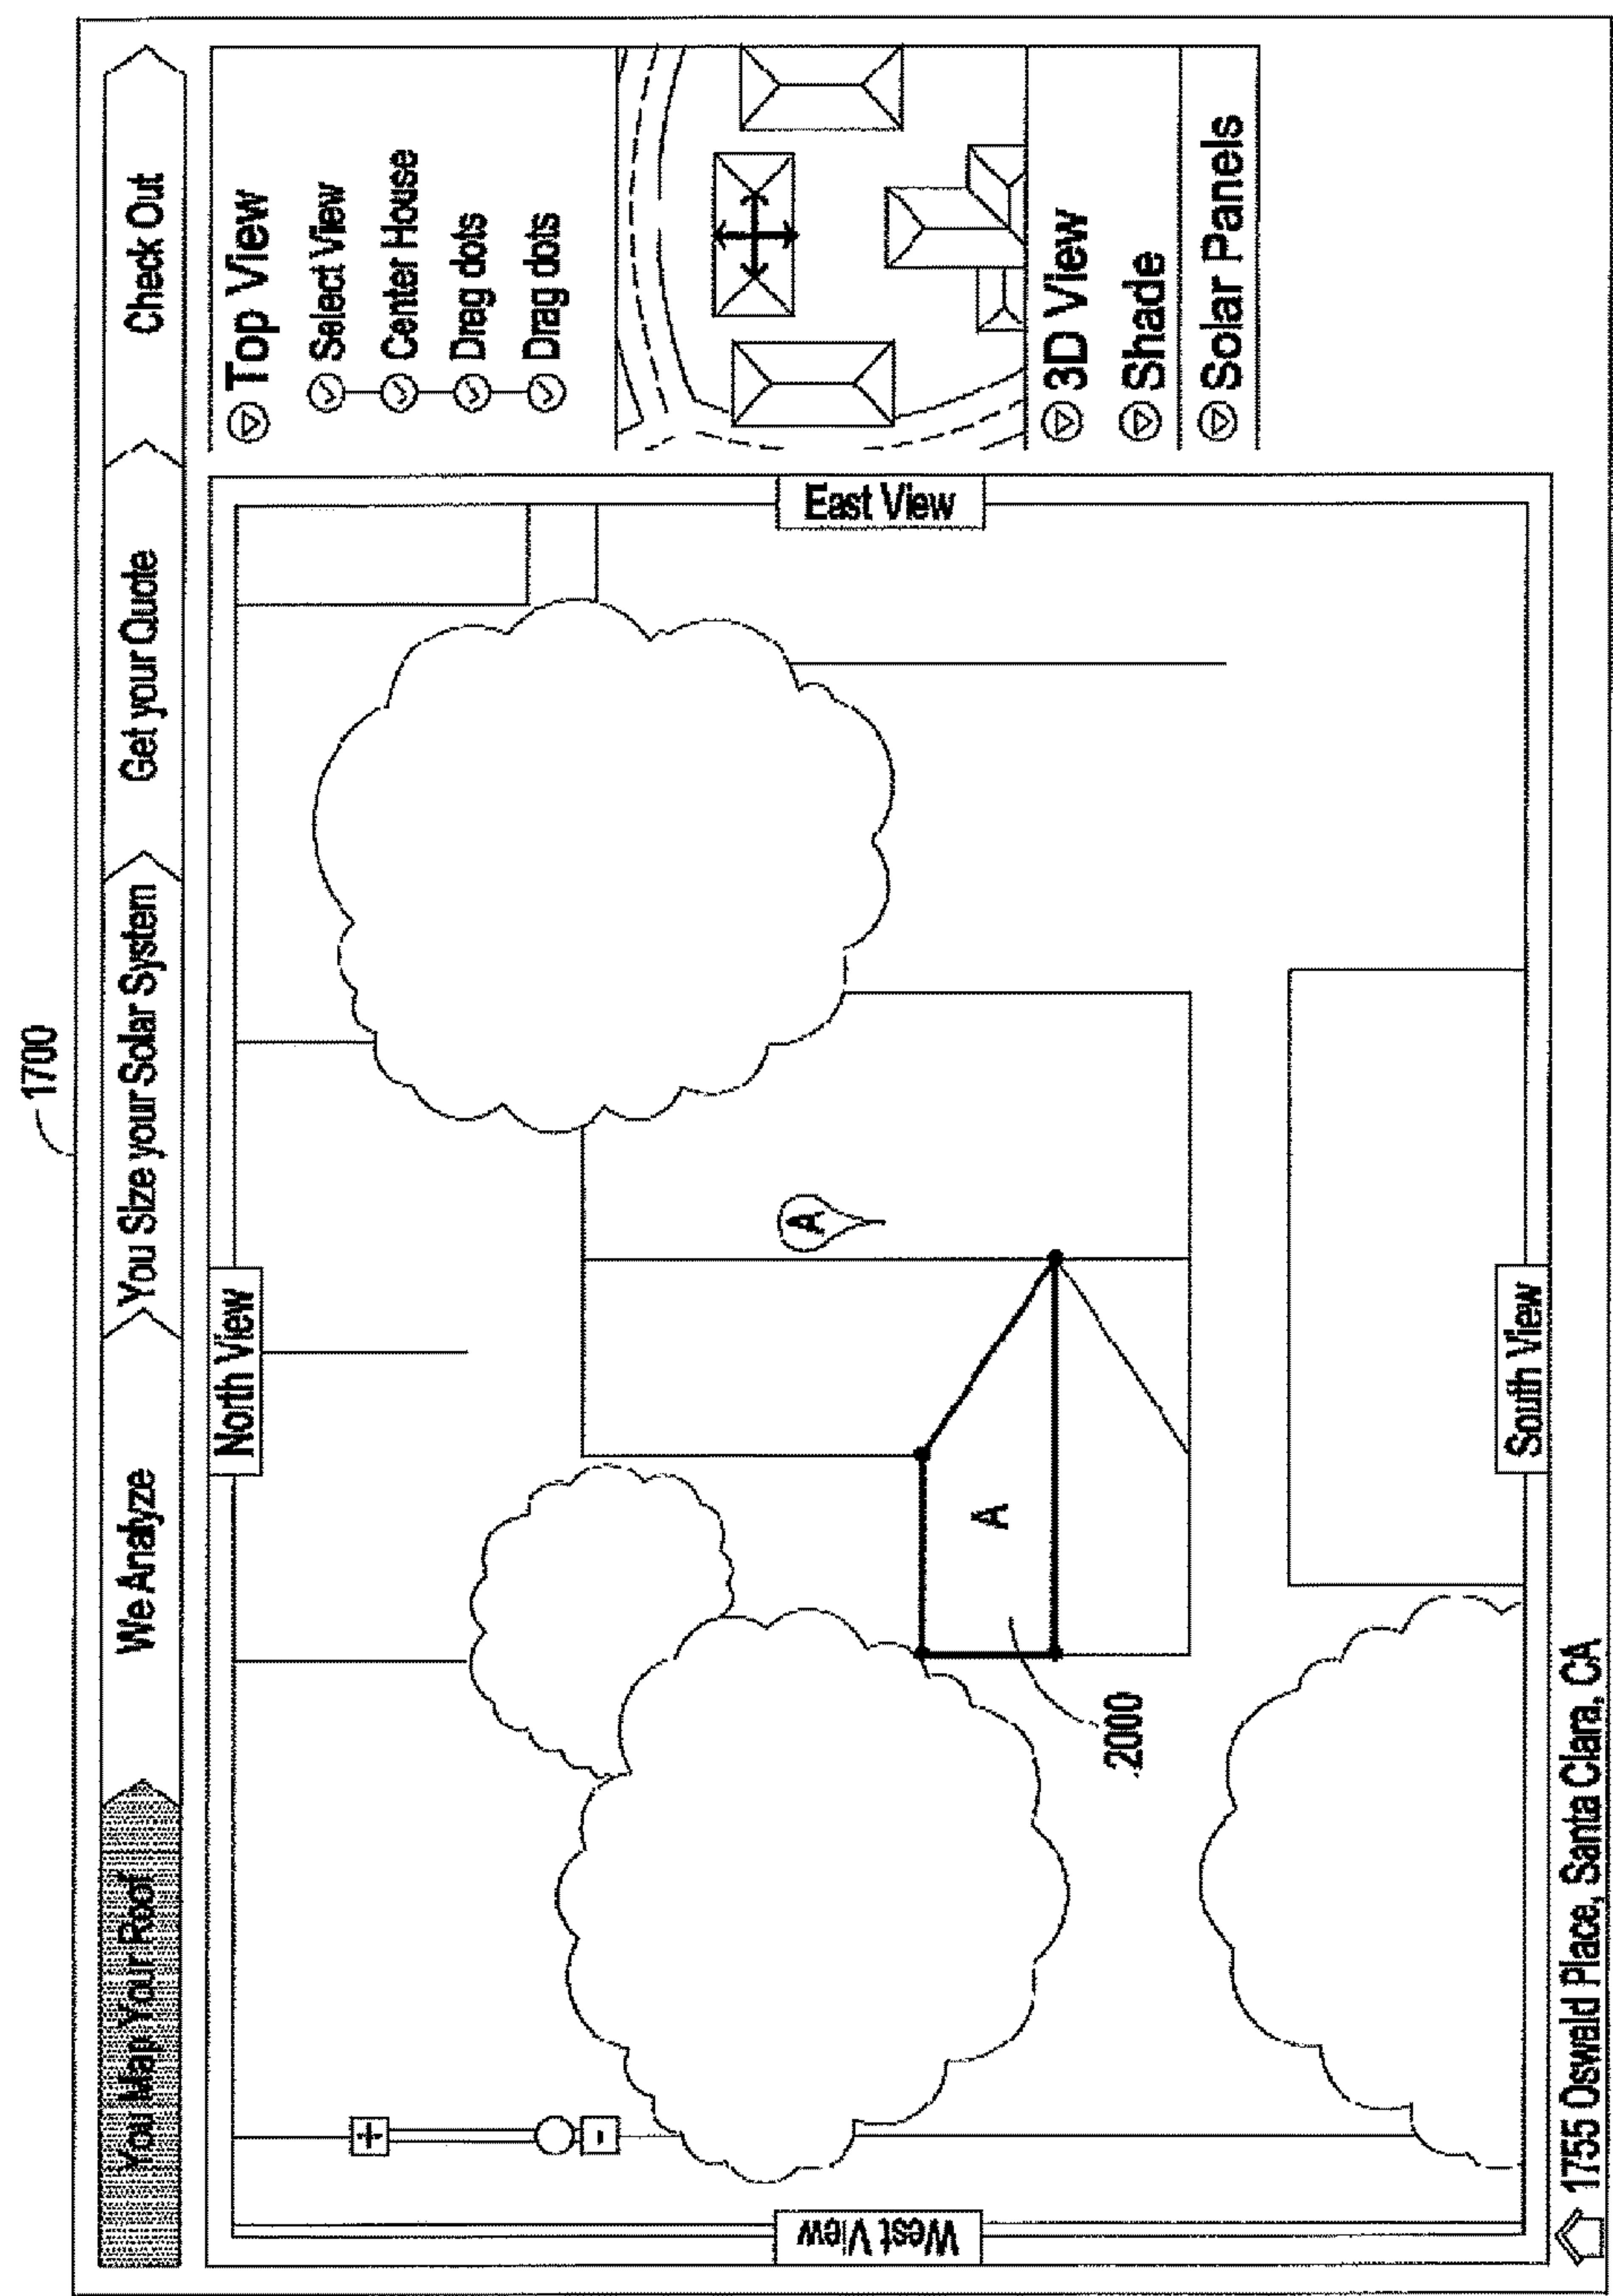 1700
You Map Your Roof
We Analyze
You Size your Solar System
Get your Quote
Check Out
North View
East View
West View
South View
A
A
2000
+
-
Top View
Select View
Center House
Drag dots
Drag dots
3D View
Shade
Solar Panels
1755 Oswald Place, Santa Clara, CA